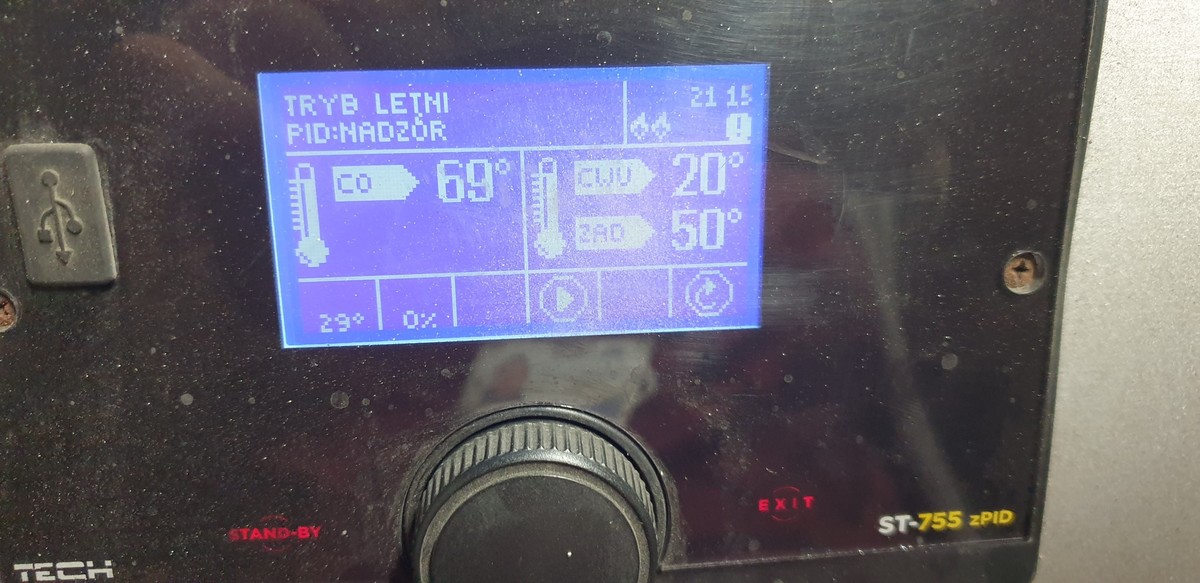 TRYB LETNI
21 15
PID:NADZÓR
CO 69°
CWU 20°
ZAD 50°
29° 0%
EXIT
STAND-BY
ST-755 zPID
TECH